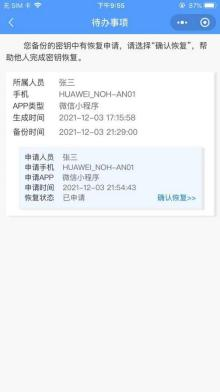 无 SIM 卡
下午9:55
待办事项
您备份的密钥中有恢复申请，请选择“确认恢复”，帮
助他人完成密钥恢复。
所属人员 张三
手机 HUAWEI_NOH-AN01
APP类型 微信小程序
生成时间 2021-12-03 17:15:58
备份时间 2021-12-03 21:29:00
申请人员 张三
申请手机 HUAWEI_NOH-AN01
申请APP 微信小程序
申请时间 2021-12-03 21:54:43
恢复状态 已申请 确认恢复>>